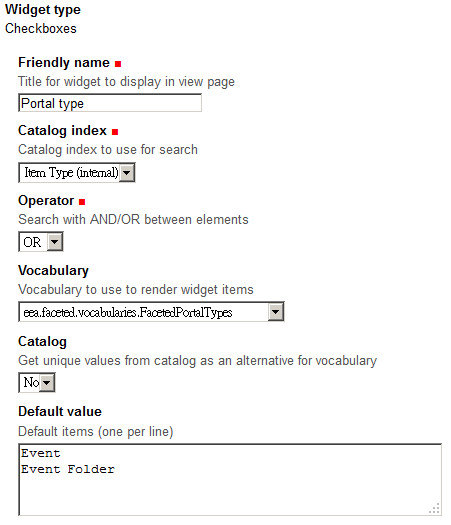 Widget type
Checkboxes
Friendly name
Title for widget to display in view page
Portal type
Catalog index
Catalog index to use for search
Item Type (internal)
Operator
Search with AND/OR between elements
OR
Vocabulary
Vocabulary to use to render widget items
eea.faceted.vocabularies.FacetedPortalTypes
Catalog
Get unique values from catalog as an alternative for vocabulary
No
Default value
Default items (one per line)
Event
Event Folder